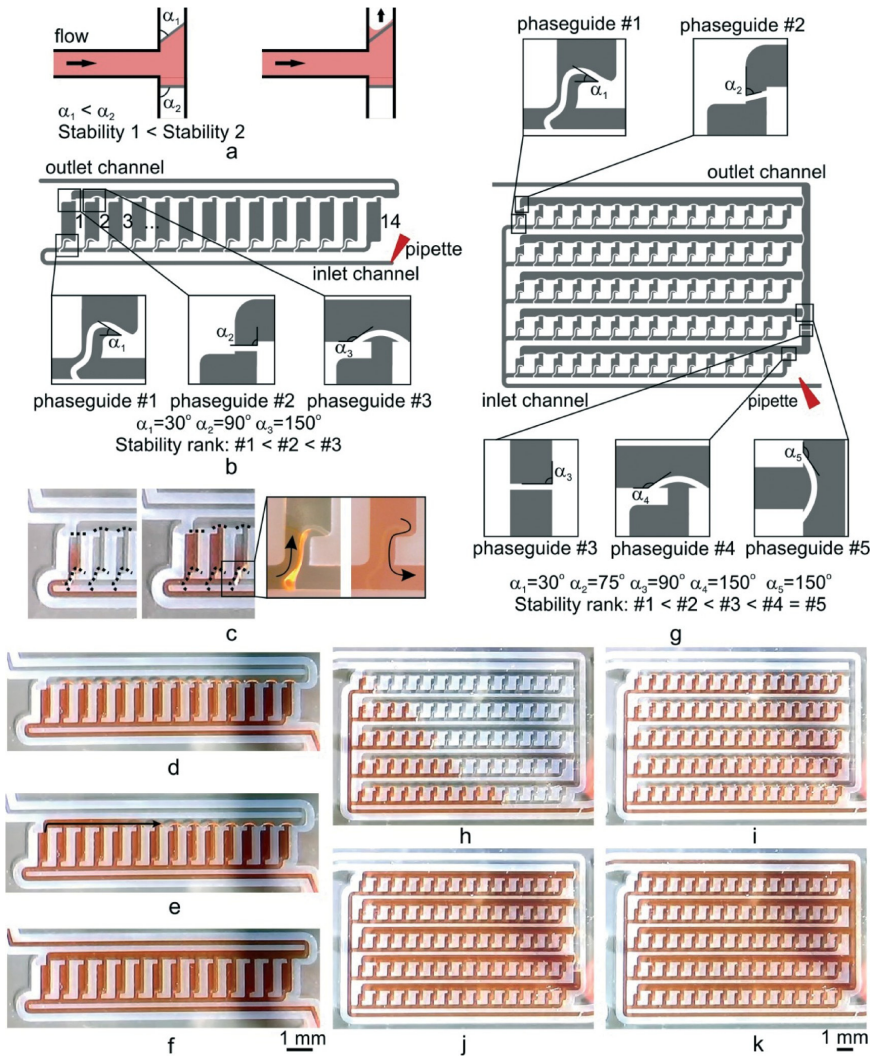 α1
flow
α2
α1 < α2
Stability 1 < Stability 2
a
outlet channel
1 2 3 ... 14
pipette
inlet channel
α1
α2
α3
phaseguide #1 phaseguide #2 phaseguide #3
α1=30° α2=90° α3=150°
Stability rank: #1 < #2 < #3
b
c
d
e
f
1 mm
phaseguide #1
phaseguide #2
α1
α2
outlet channel
inlet channel
pipette
α3
α4
α5
phaseguide #3 phaseguide #4 phaseguide #5
α1=30° α2=75° α3=90° α4=150° α5=150°
Stability rank: #1 < #2 < #3 < #4 = #5
g
h
i
j
k
1 mm